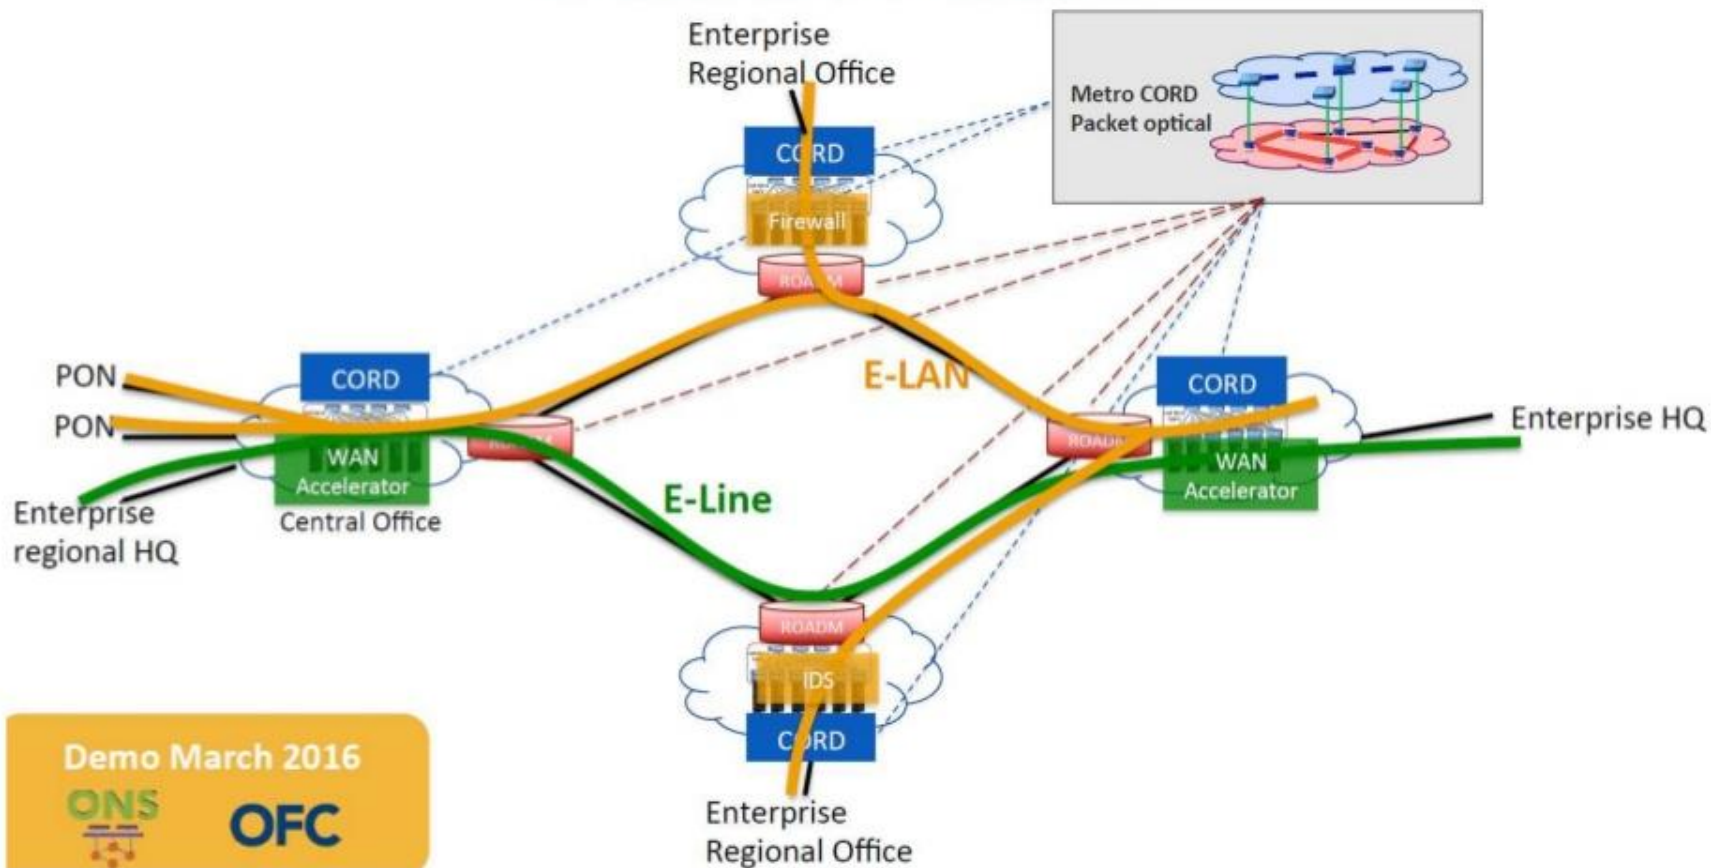 Enterprise
Regional Office
Metro CORD
Packet optical
CORD
Firewall
ROADM
E-LAN
PON
PON
CORD
WAN
Accelerator
Central Office
Enterprise
regional HQ
ROADM
CORD
WAN
Accelerator
Enterprise HQ
E-Line
ROADM
IDS
CORD
Enterprise
Regional Office
Demo March 2016
ONS
OFC